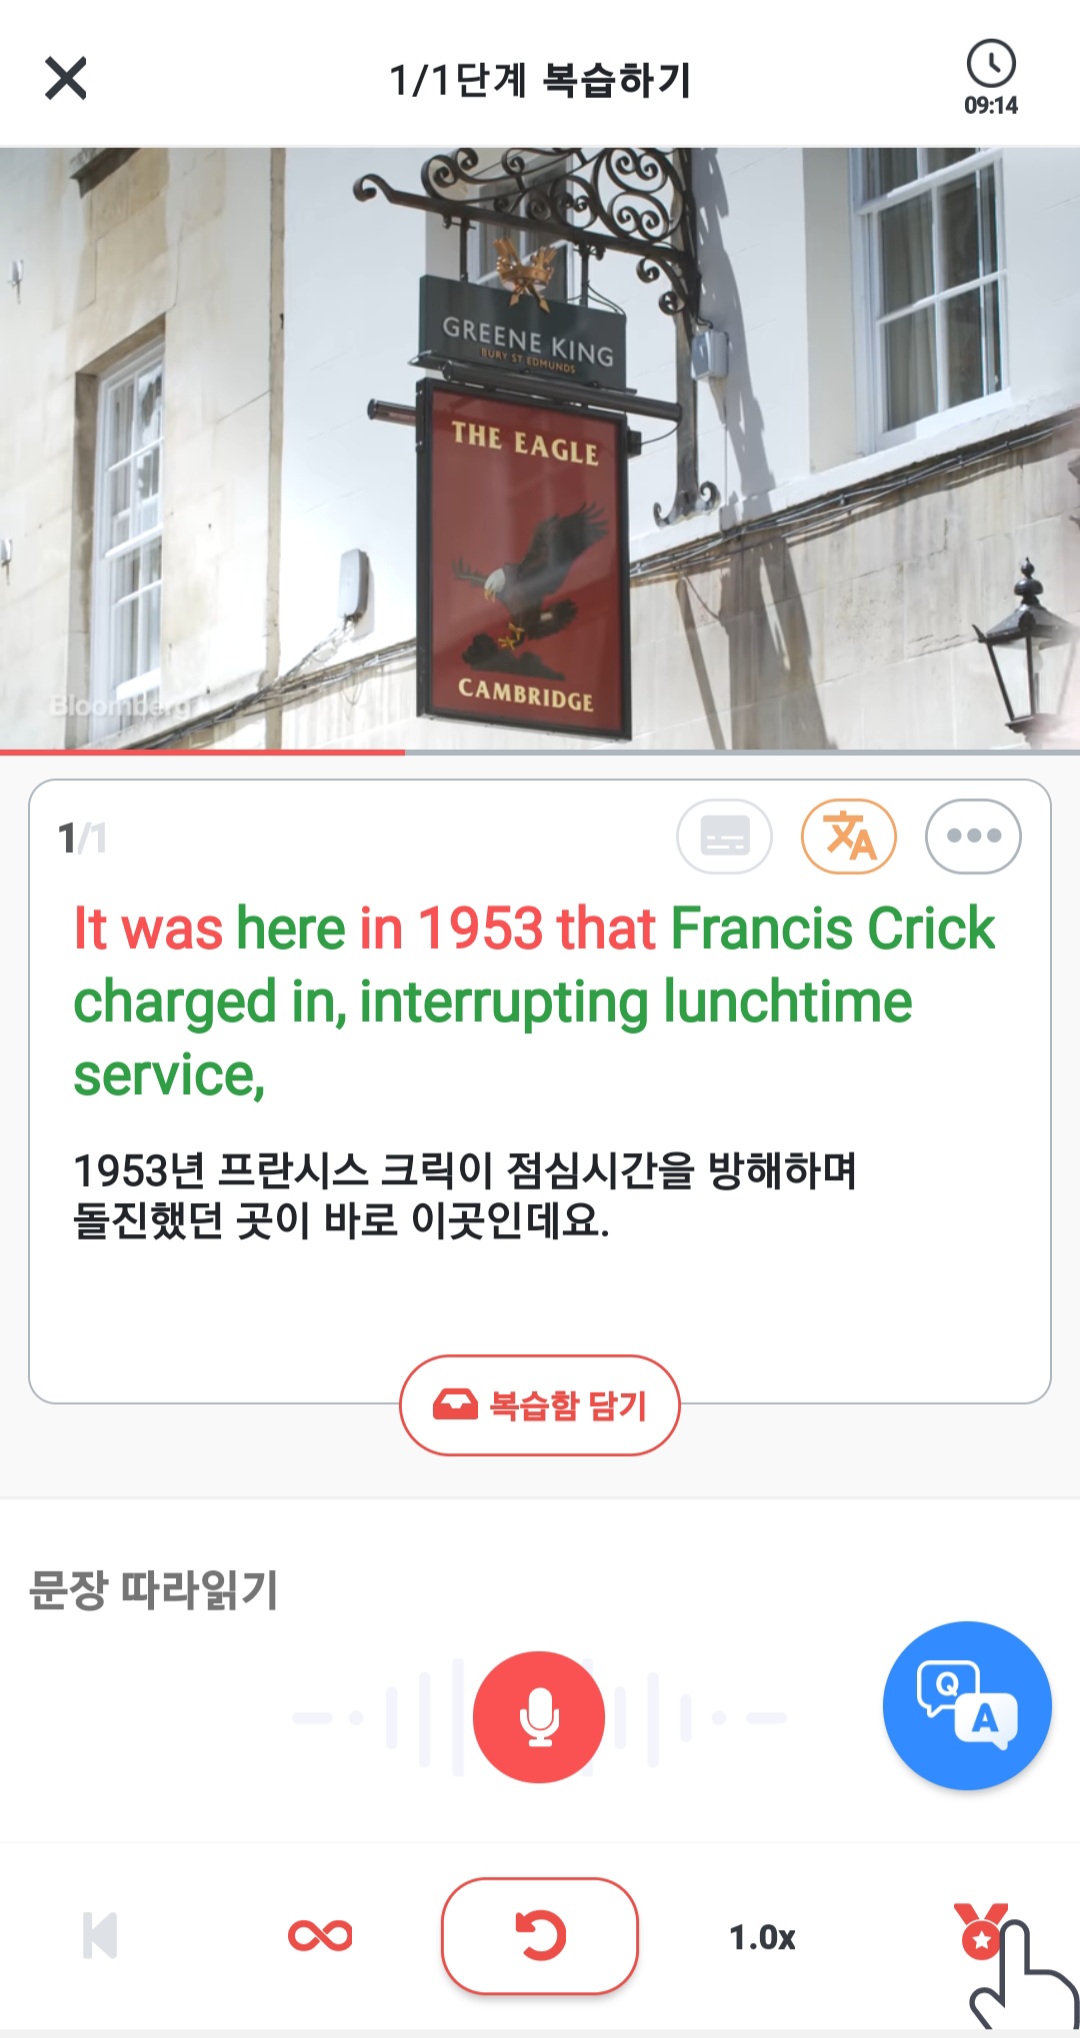 1/1단계 복습하기
09:14
GREENE KING
BURY ST EDMUNDS
THE EAGLE
CAMBRIDGE
Bloomberg
1/1
文A
It was here in 1953 that Francis Crick
charged in, interrupting lunchtime
service,
1953년 프란시스 크릭이 점심시간을 방해하며
돌진했던 곳이 바로 이곳인데요.
복습함 담기
문장 따라읽기
Q
A
1.0x